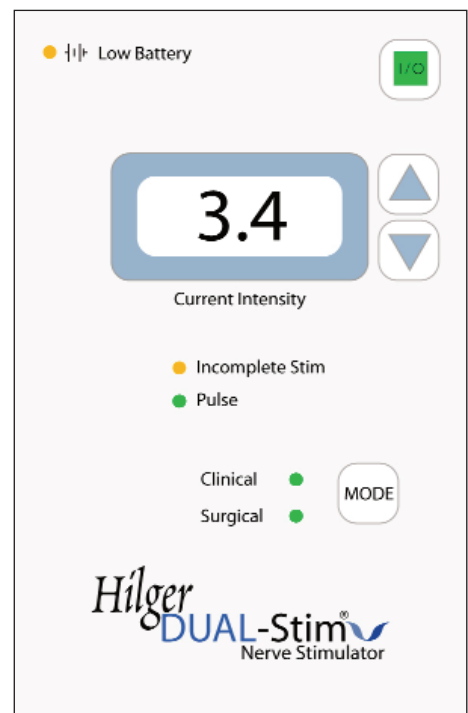 Low Battery
I/O
3.4
Current Intensity
Incomplete Stim
Pulse
Clinical
MODE
Surgical
Hilger
DUAL-Stim®
Nerve Stimulator